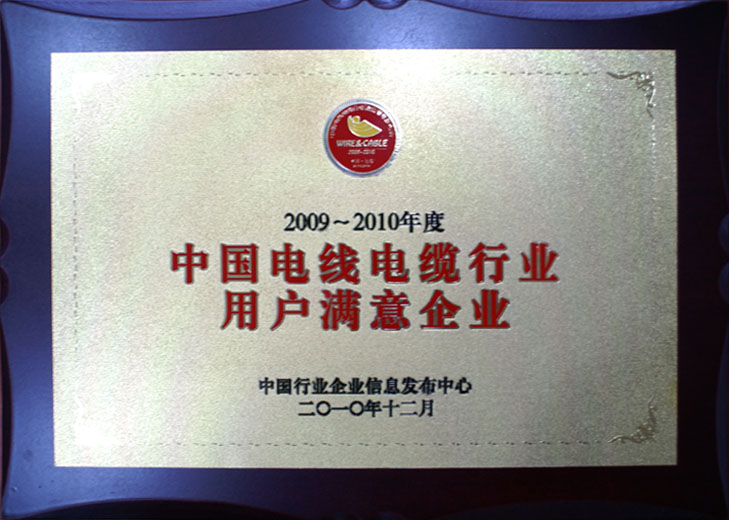 WIRE&CABLE
2009-2010
2009～2010年度
中国电线电缆行业
用户满意企业
中国行业企业信息发布中心
二〇一〇年十二月